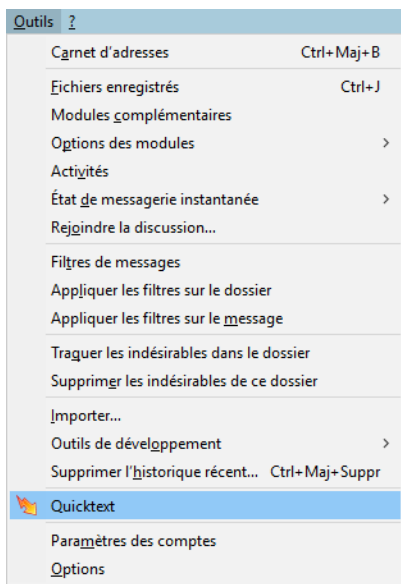 Outils ?
Carnet d'adresses Ctrl+Maj+B
Fichiers enregistrés Ctrl+J
Modules complémentaires
Options des modules
Activités
État de messagerie instantanée
Rejoindre la discussion...
Filtres de messages
Appliquer les filtres sur le dossier
Appliquer les filtres sur le message
Traquer les indésirables dans le dossier
Supprimer les indésirables de ce dossier
Importer...
Outils de développement
Supprimer l'historique récent... Ctrl+Maj+Suppr
Quicktext
Paramètres des comptes
Options